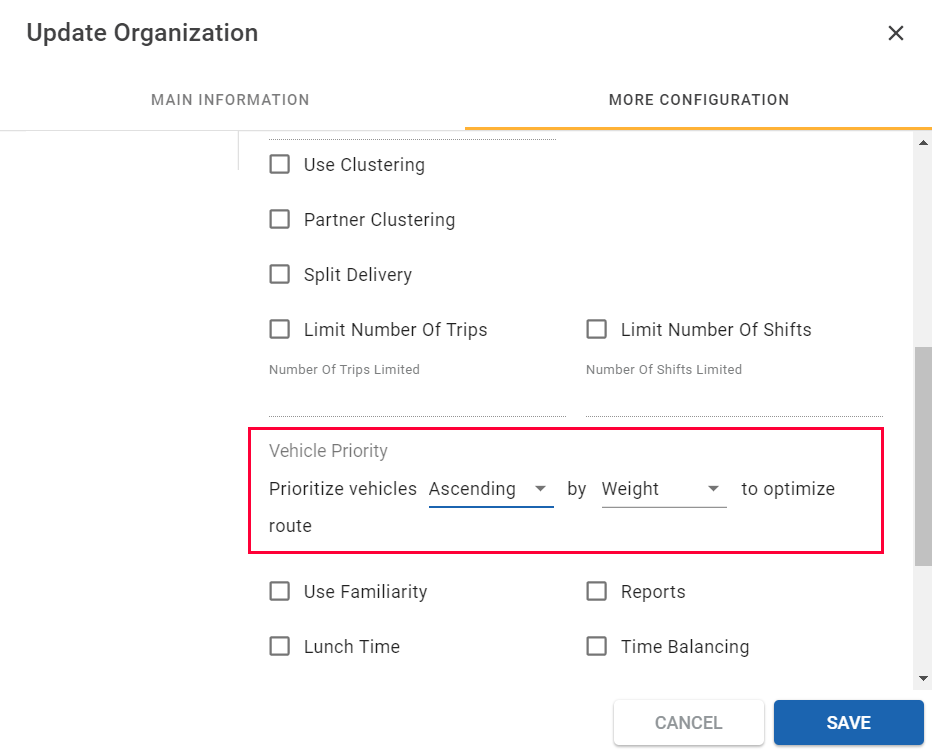 Update Organization
MAIN INFORMATION
MORE CONFIGURATION
Use Clustering
Partner Clustering
Split Delivery
Limit Number Of Trips
Limit Number Of Shifts
Number Of Trips Limited
Number Of Shifts Limited
Vehicle Priority
Prioritize vehicles Ascending by Weight to optimize
route
Use Familiarity
Reports
Lunch Time
Time Balancing
CANCEL
SAVE